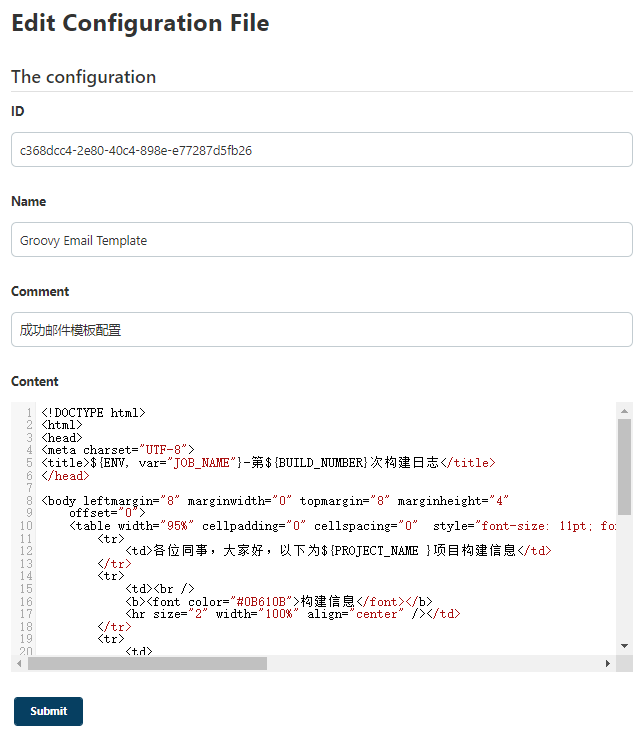 Edit Configuration File
The configuration
ID
c368dcc4-2e80-40c4-898e-e77287d5fb26
Name
Groovy Email Template
Comment
成功邮件模板配置
Content
1 <!DOCTYPE html>
2 <html>
3 <head>
4 <meta charset="UTF-8">
5 <title>${ENV, var="JOB_NAME"}-第${BUILD_NUMBER}次构建日志</title>
6 </head>
7
8 <body leftmargin="8" marginwidth="0" topmargin="8" marginheight="4"
9 offset="0">
10 <table width="95%" cellpadding="0" cellspacing="0" style="font-size: 11pt; fo
11 <tr>
12 <td>各位同事，大家好，以下为${PROJECT_NAME }项目构建信息</td>
13 </tr>
14 <tr>
15 <td><br />
16 <b><font color="#0B610B">构建信息</font></b>
17 <hr size="2" width="100%" align="center" /></td>
18 </tr>
19 <tr>
20 <td>
Submit